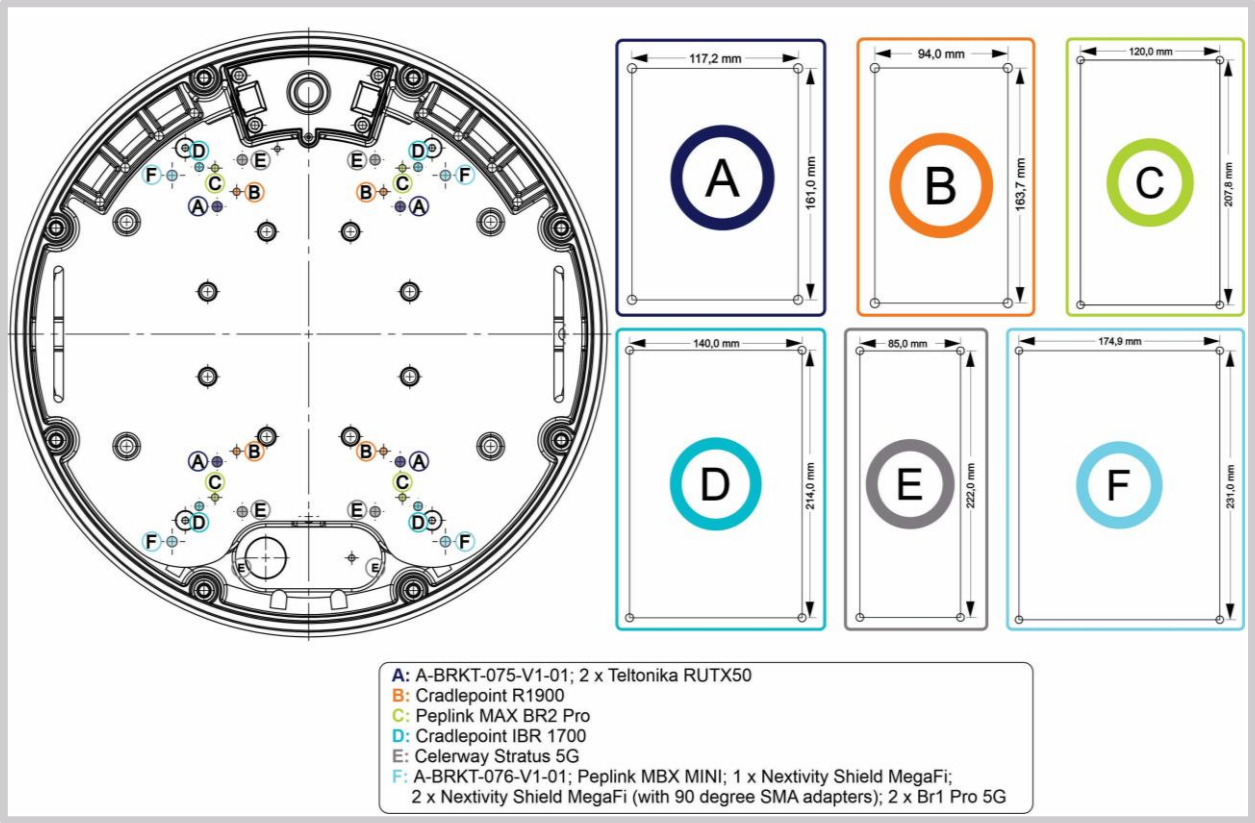 D
E
E
D
F
C
C
F
B
B
A
A
B
B
A
A
C
C
E
E
D
D
F
F
E
E
117,2 mm
161,0 mm
A
94,0 mm
163,7 mm
B
120,0 mm
207,8 mm
C
140,0 mm
214,0 mm
D
85,0 mm
222,0 mm
E
174,9 mm
231,0 mm
F
A: A-BRKT-075-V1-01; 2 x Teltonika RUTX50
B: Cradlepoint R1900
C: Peplink MAX BR2 Pro
D: Cradlepoint IBR 1700
E: Celerway Stratus 5G
F: A-BRKT-076-V1-01; Peplink MBX MINI; 1 x Nextivity Shield MegaFi;
2 x Nextivity Shield MegaFi (with 90 degree SMA adapters); 2 x Br1 Pro 5G